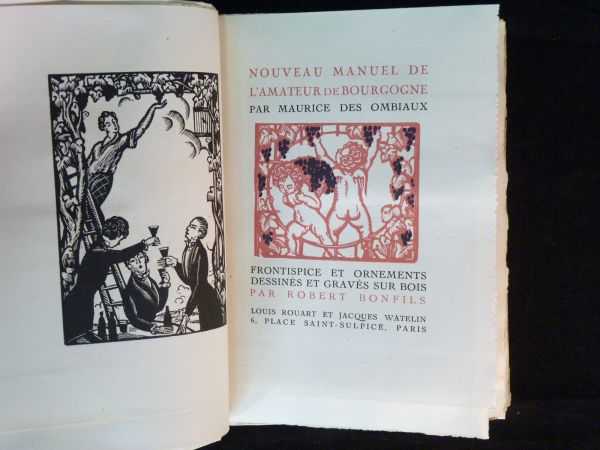 NOUVEAU MANUEL DE
L'AMATEUR DE BOURGOGNE
PAR MAURICE DES OMBIAUX
FRONTISPICE ET ORNEMENTS
DESSINÉS ET GRAVÉS SUR BOIS
PAR ROBERT BONFILS
LOUIS ROUART ET JACQUES WATELIN
6, PLACE SAINT-SULPICE, PARIS